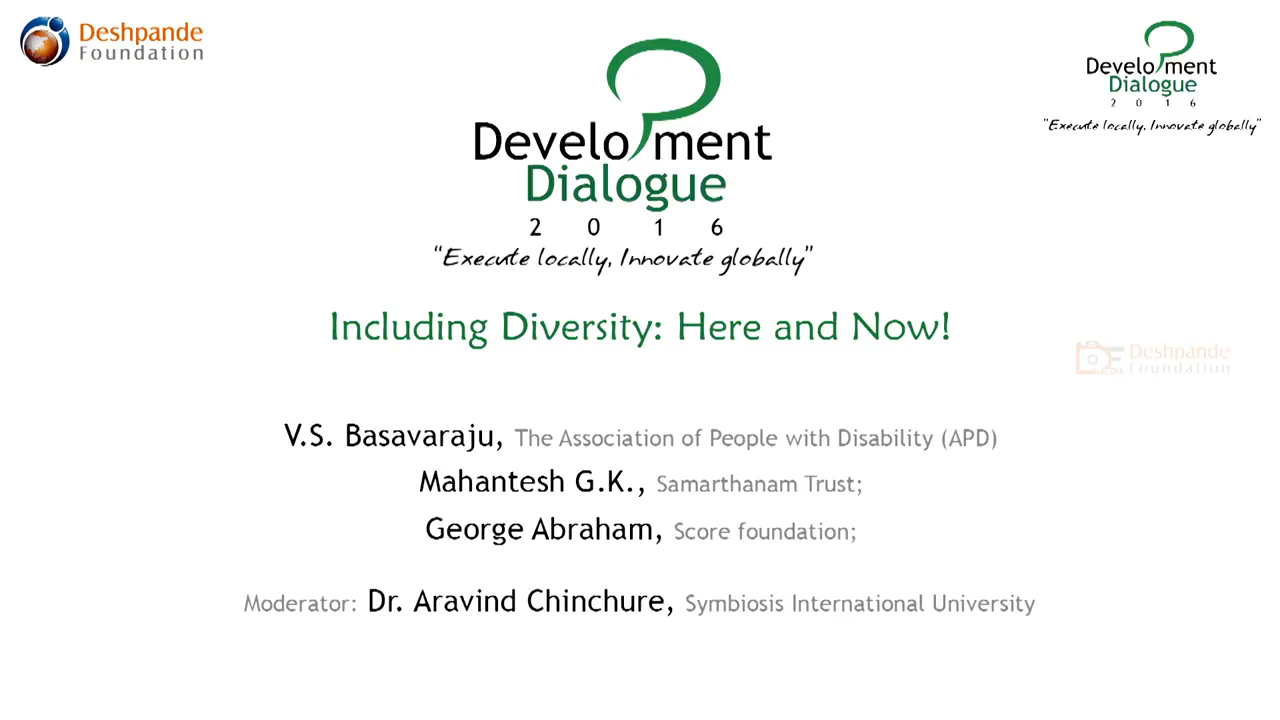 Deshpande
Foundation
Develo ment
Dialogue
2 0 1 6
"Execute locally, Innovate globally"
Develo ment
Dialogue
2 0 1 6
"Execute locally, Innovate globally"
Including Diversity: Here and Now!
Deshpande
Foundation
V.S. Basavaraju, The Association of People with Disability (APD)
Mahantesh G.K., Samarthanam Trust;
George Abraham, Score foundation;
Moderator: Dr. Aravind Chinchure, Symbiosis International University